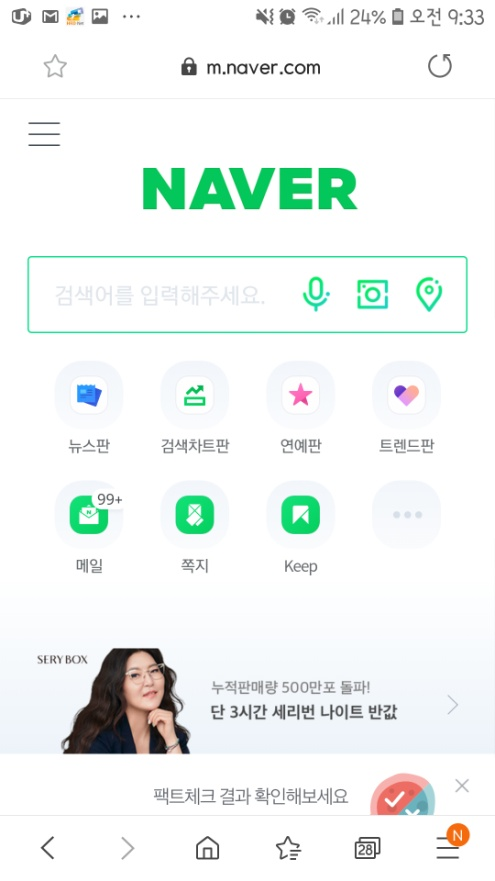 24% 오전 9:33
m.naver.com
NAVER
검색어를 입력해주세요.
뉴스판 검색차트판 연예판 트렌드판
99+
메일 쪽지 Keep
SERY BOX
누적판매량 500만포 돌파!
단 3시간 세리번 나이트 반값
팩트체크 결과 확인해보세요
28 N